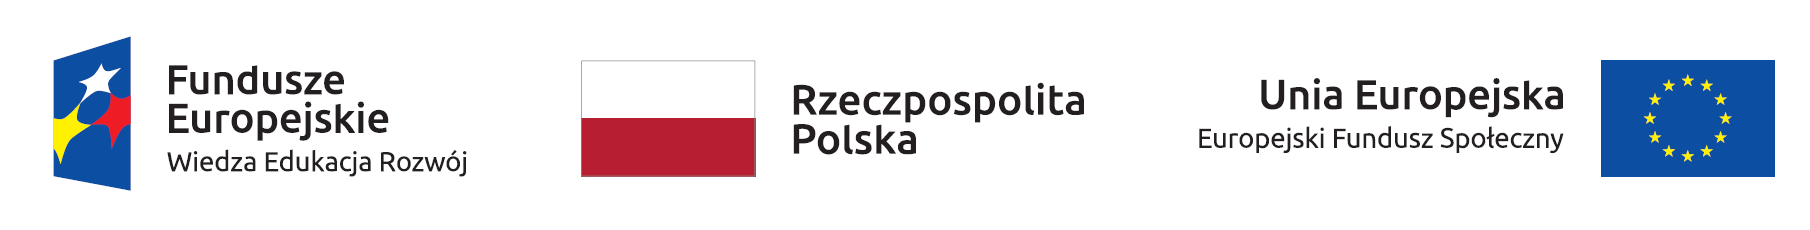 Fundusze
Europejskie
Wiedza Edukacja Rozwój
Rzeczpospolita
Polska
Unia Europejska
Europejski Fundusz Społeczny